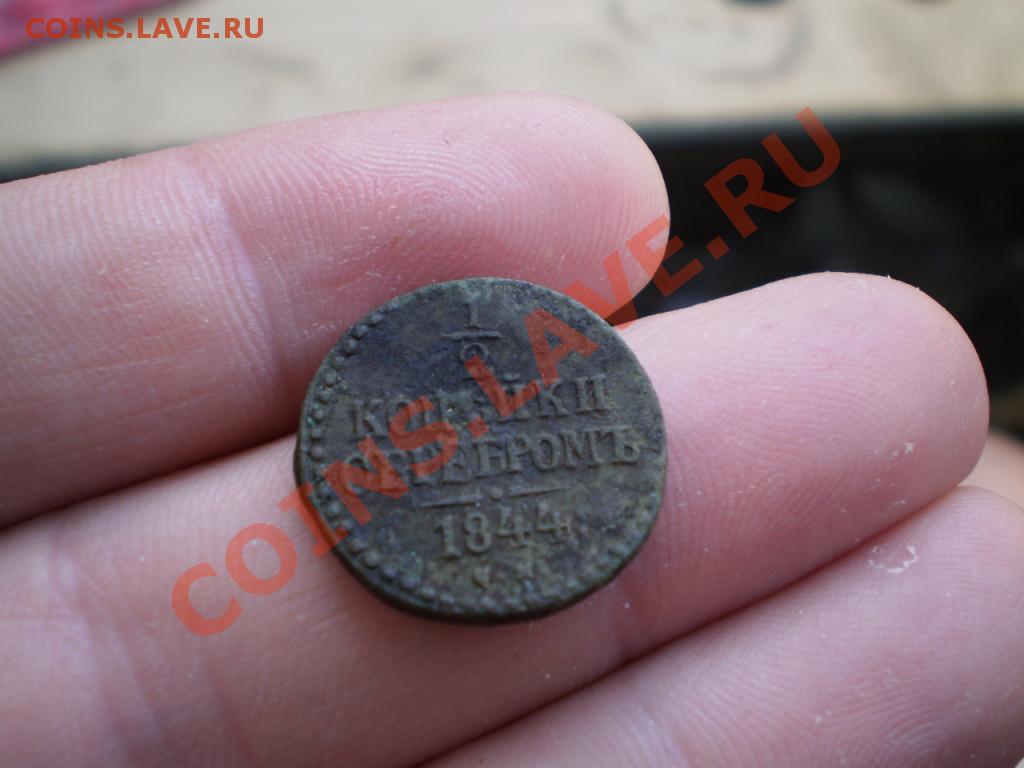 COINS.LAVE.RU
1
2
КОПѢЙКИ
СЕРЕБРОМЪ
1844
COINS.LAVE.RU